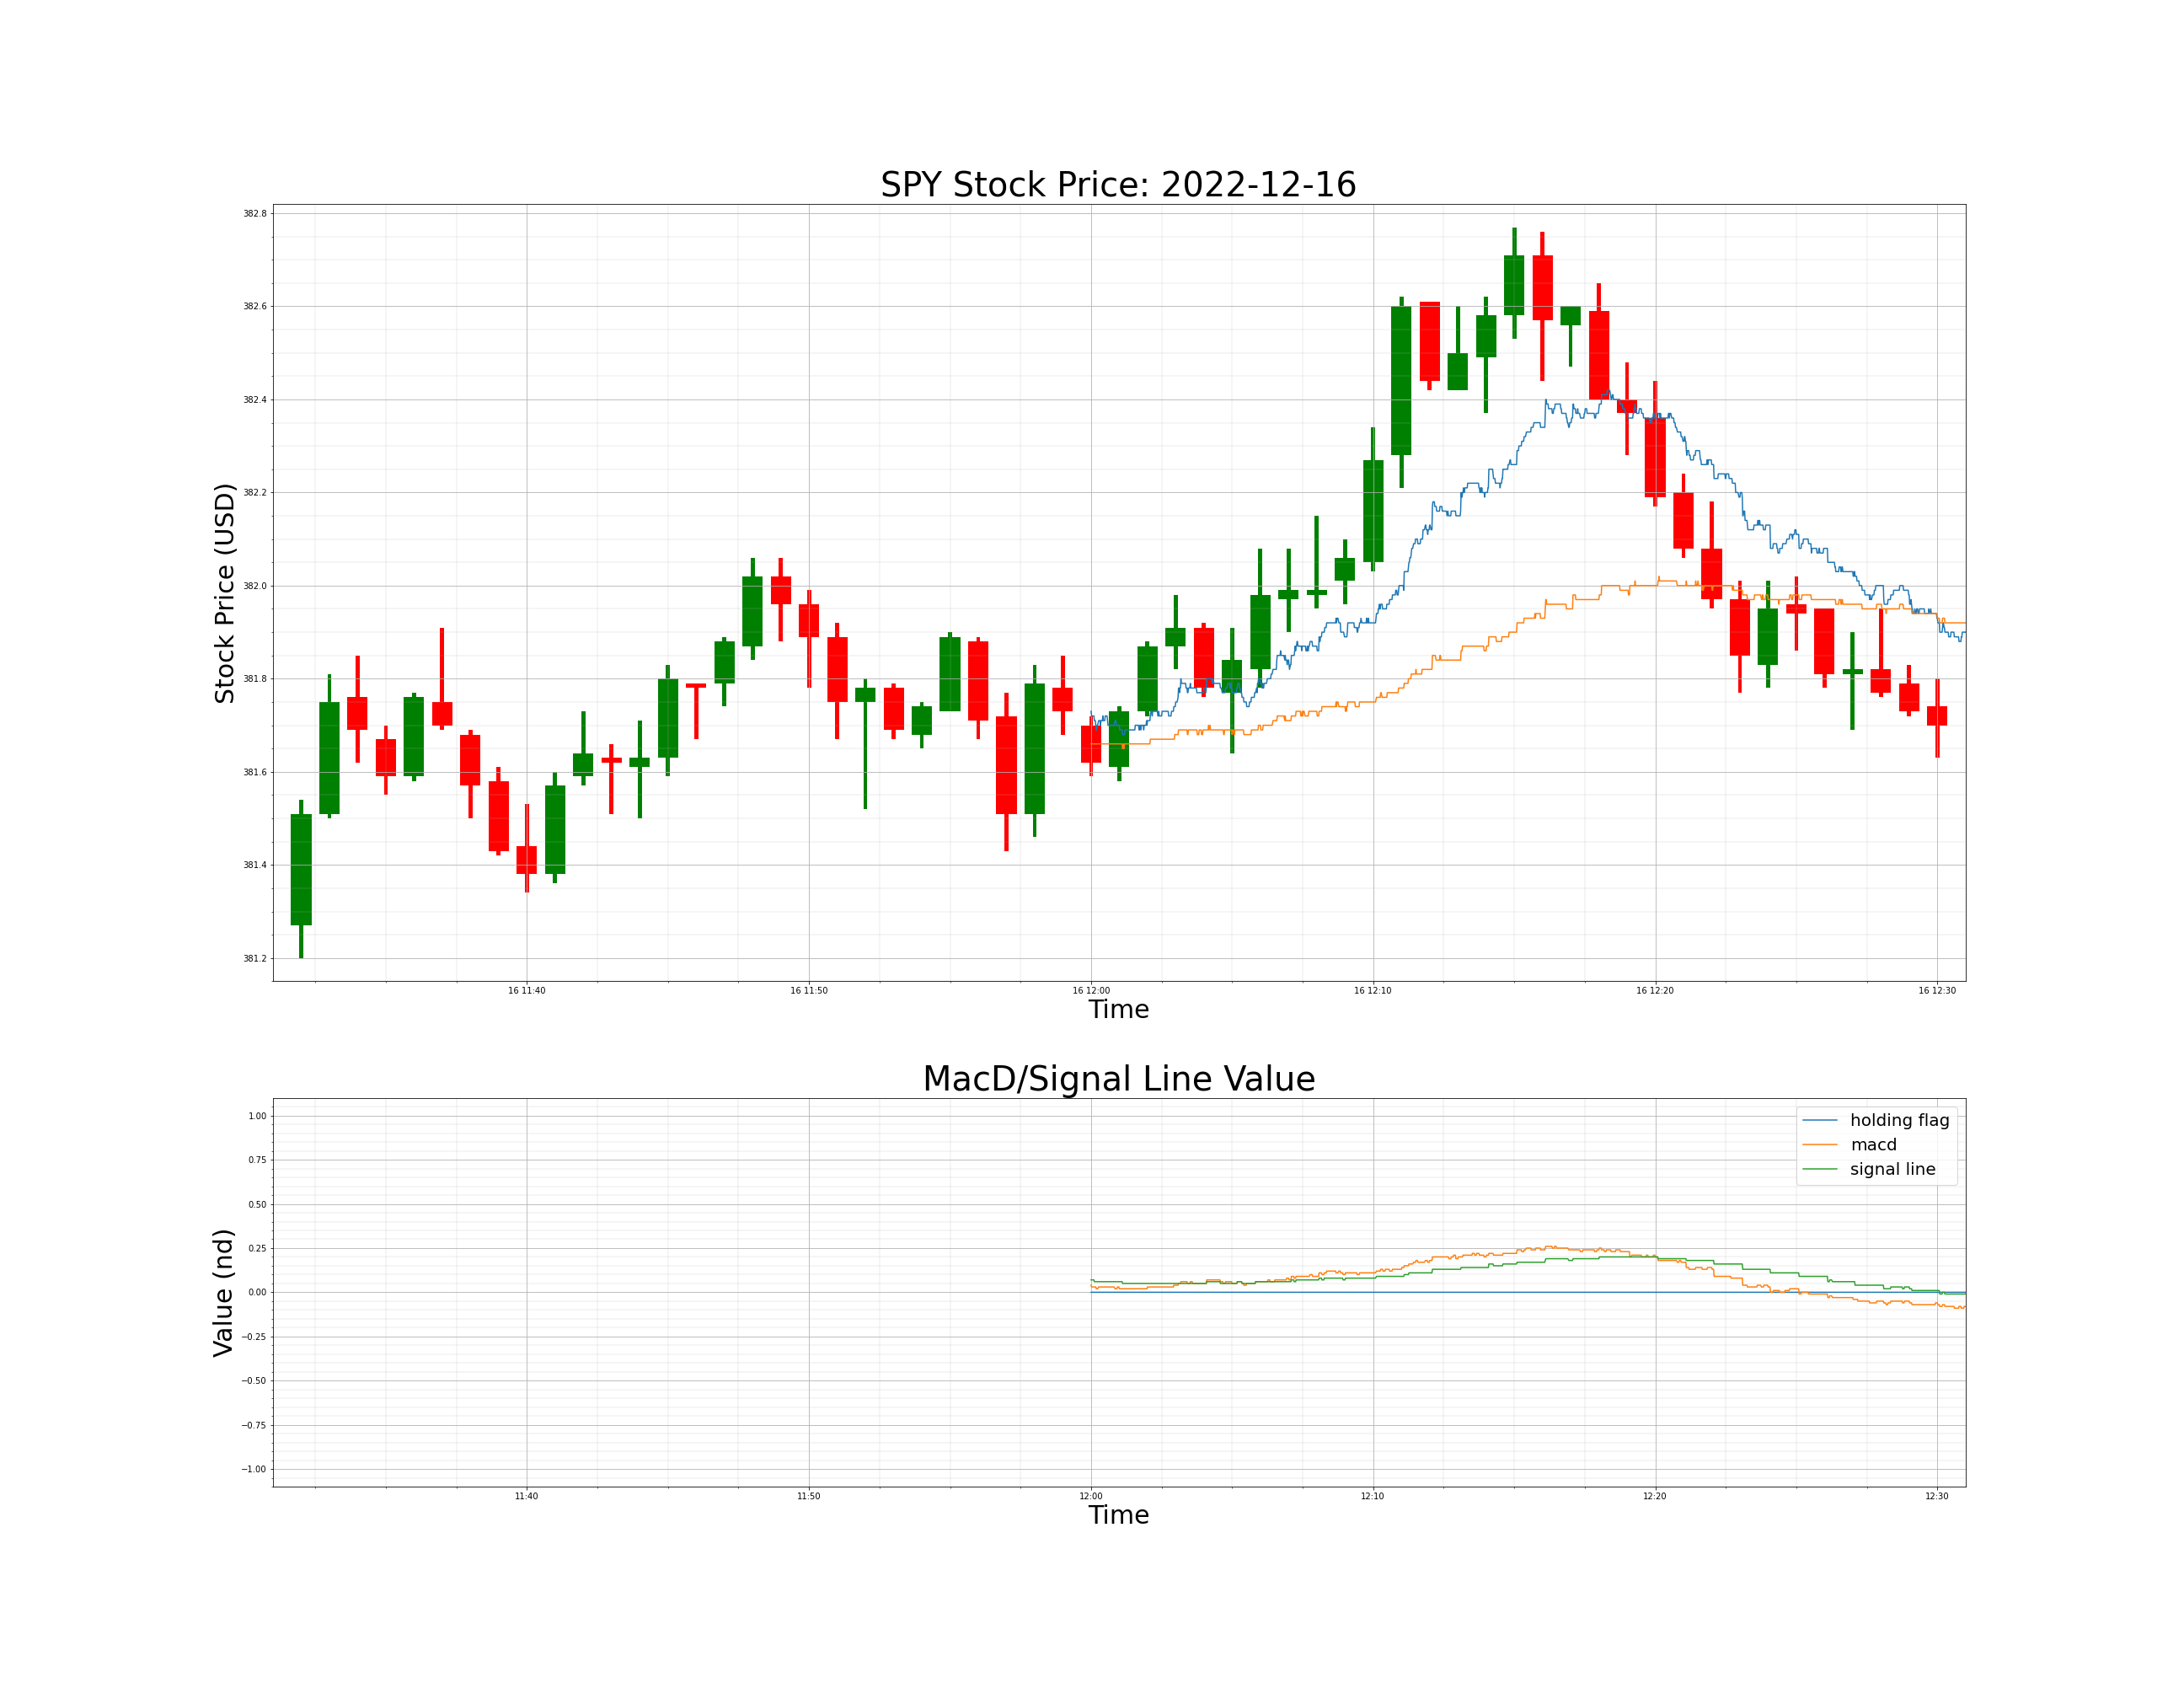 SPY Stock Price: 2022-12-16
382.8
382.6
382.4
382.2
382.0
381.8
381.6
381.4
381.2
Stock Price (USD)
16 11:40 16 11:50 16 12:00 16 12:10 16 12:20 16 12:30
Time
MacD/Signal Line Value
1.00
0.75
0.50
0.25
0.00
−0.25
−0.50
−0.75
−1.00
Value (nd)
holding flag
macd
signal line
11:40 11:50 12:00 12:10 12:20 12:30
Time